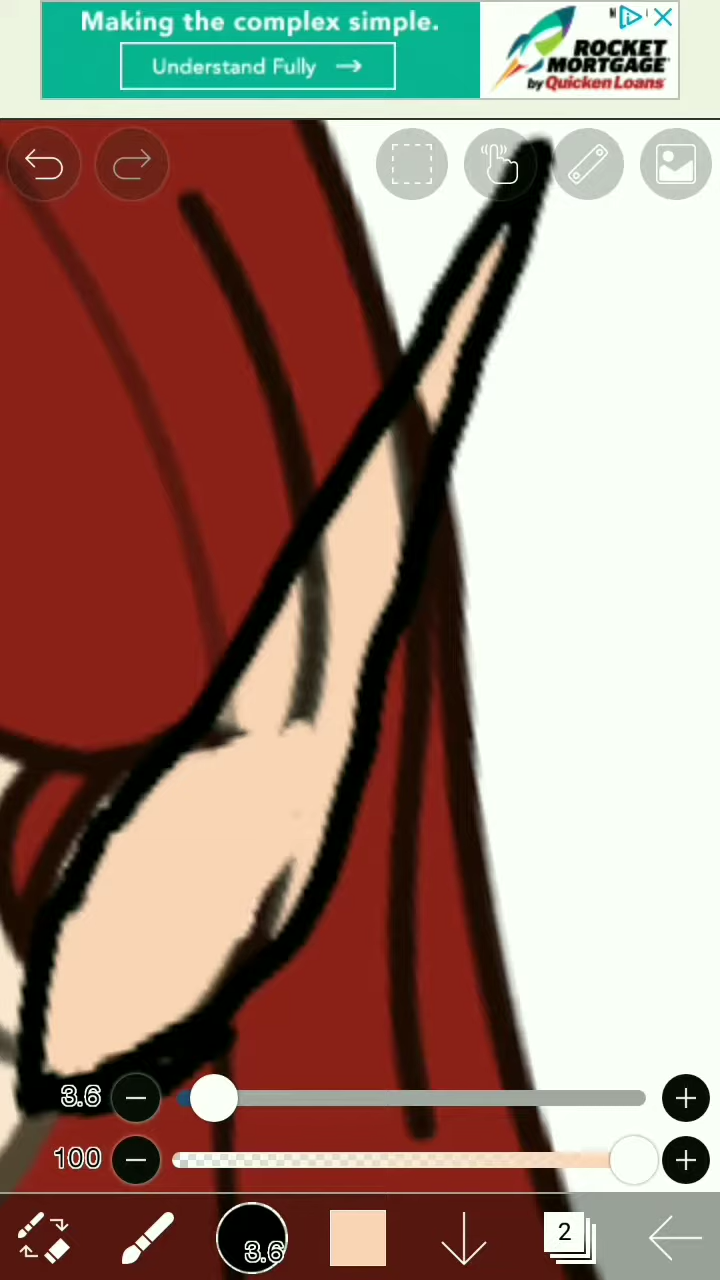 Making the complex simple.
Understand Fully
ROCKET
MORTGAGE
by Quicken Loans
3.6
100
3.6
2